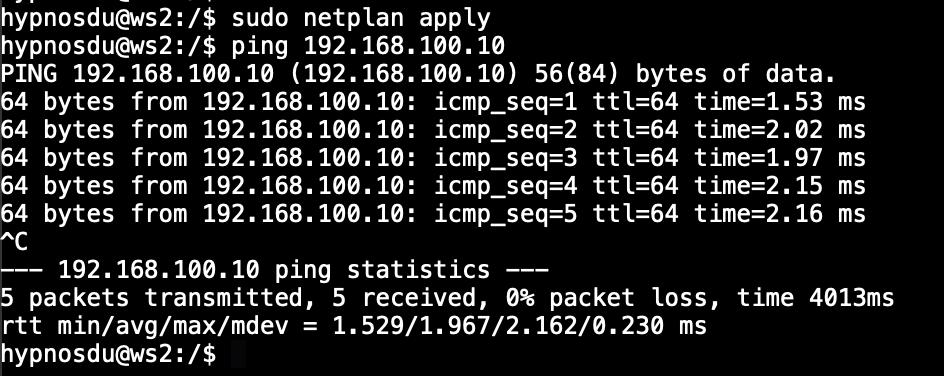 hypnosdu@ws2:/$ sudo netplan apply
hypnosdu@ws2:/$ ping 192.168.100.10
PING 192.168.100.10 (192.168.100.10) 56(84) bytes of data.
64 bytes from 192.168.100.10: icmp_seq=1 ttl=64 time=1.53 ms
64 bytes from 192.168.100.10: icmp_seq=2 ttl=64 time=2.02 ms
64 bytes from 192.168.100.10: icmp_seq=3 ttl=64 time=1.97 ms
64 bytes from 192.168.100.10: icmp_seq=4 ttl=64 time=2.15 ms
64 bytes from 192.168.100.10: icmp_seq=5 ttl=64 time=2.16 ms
^C
--- 192.168.100.10 ping statistics ---
5 packets transmitted, 5 received, 0% packet loss, time 4013ms
rtt min/avg/max/mdev = 1.529/1.967/2.162/0.230 ms
hypnosdu@ws2:/$